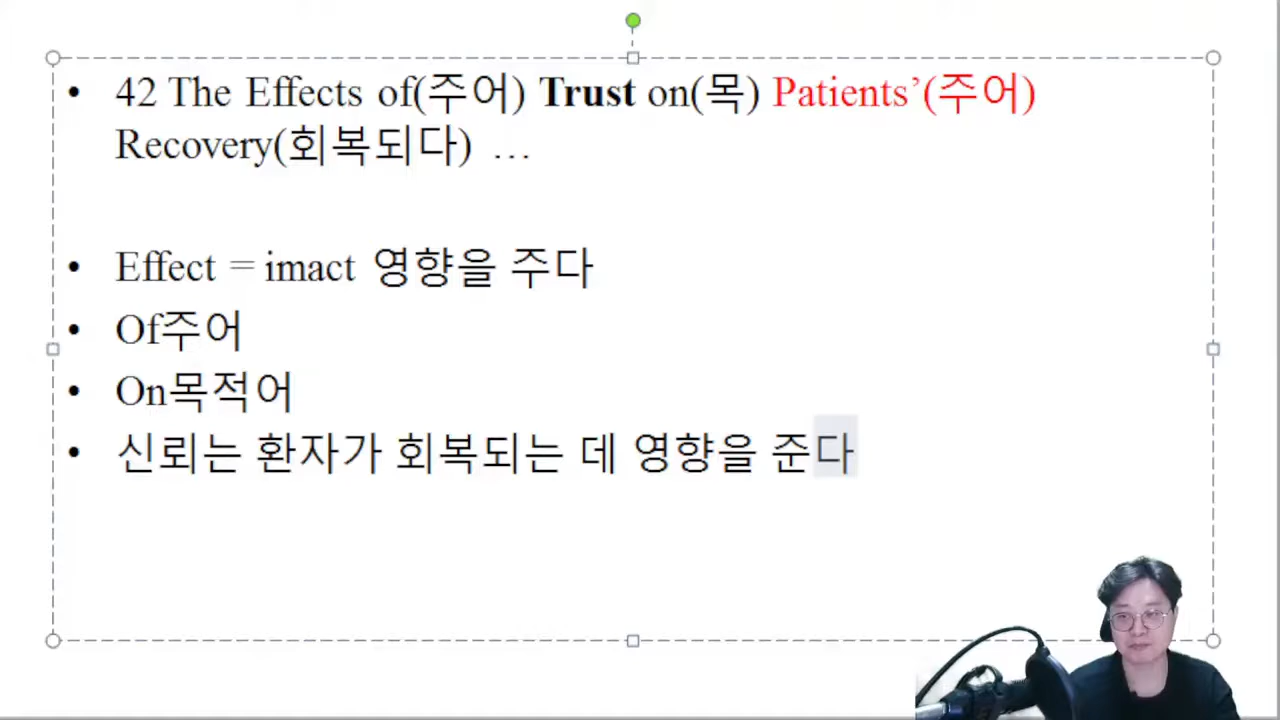 • 42 The Effects of(주어) Trust on(목) Patients’(주어)
Recovery(회복되다) …
• Effect = imact 영향을 주다
• Of주어
• On목적어
• 신뢰는 환자가 회복되는 데 영향을 준다